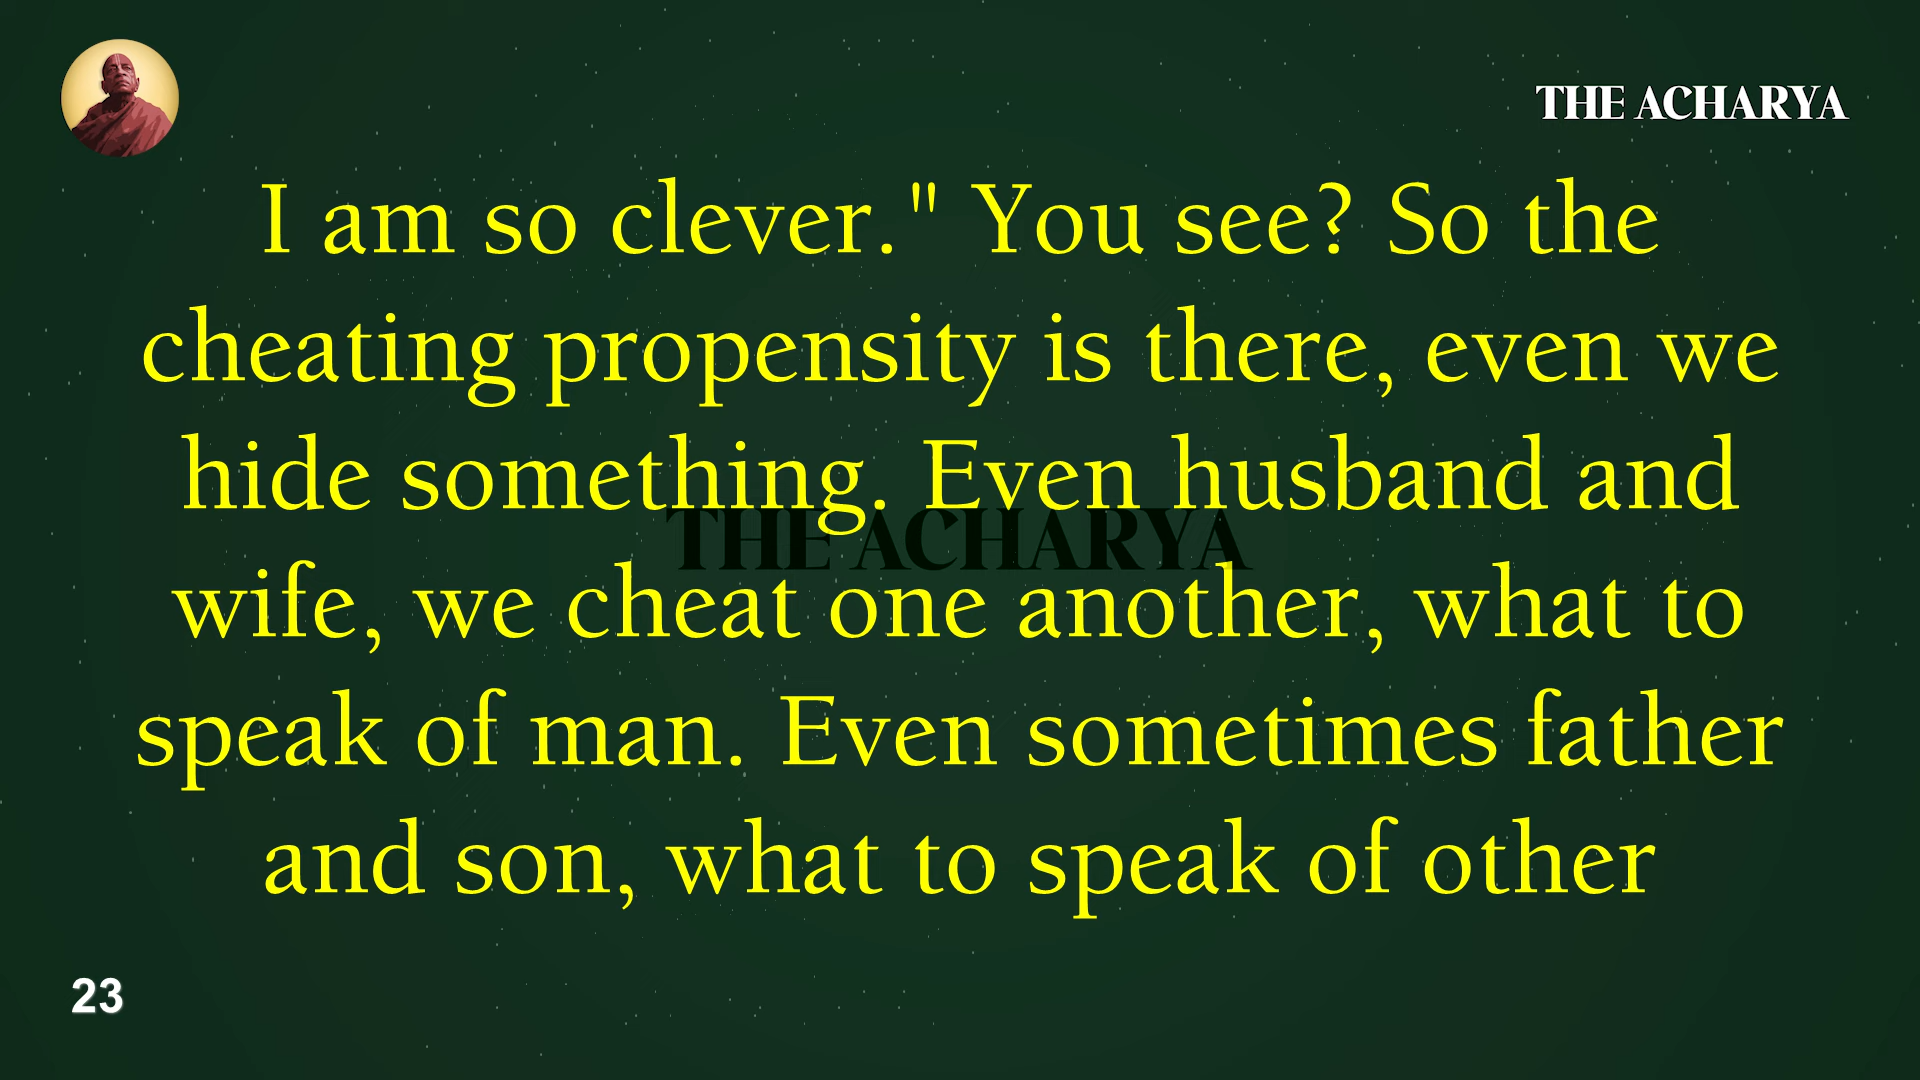 THE ACHARYA
I am so clever." You see? So the
cheating propensity is there, even we
hide something. Even husband and
THE ACHARYA
wife, we cheat one another, what to
speak of man. Even sometimes father
and son, what to speak of other
23